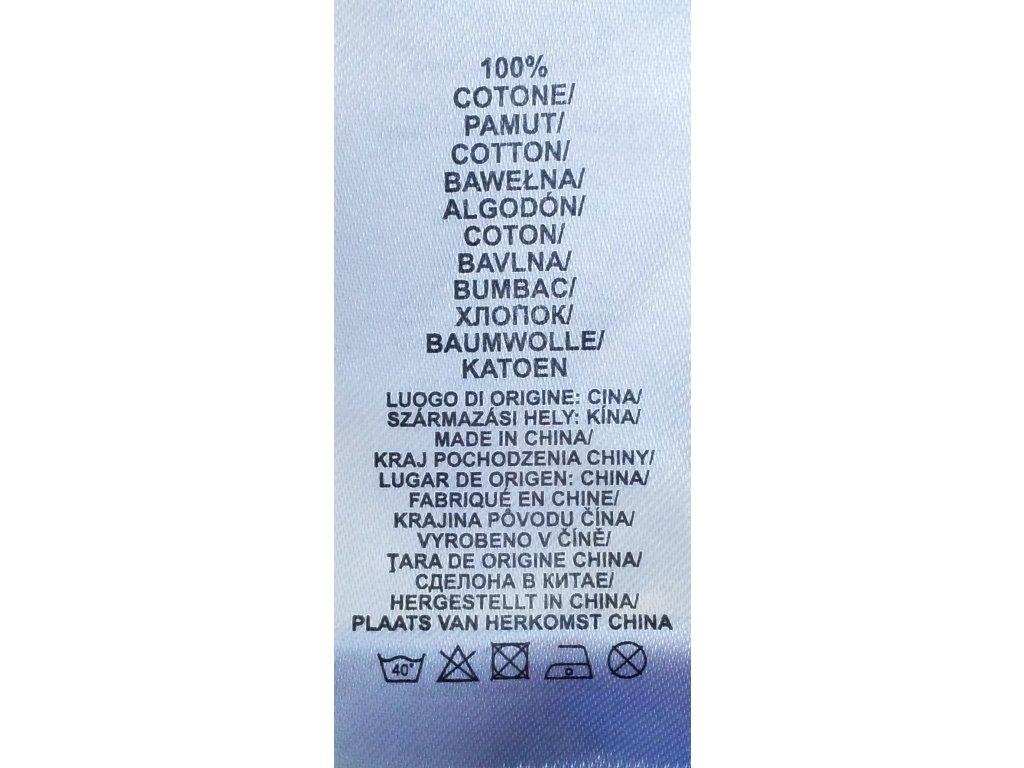 100%
COTONE/
PAMUT/
COTTON/
BAWEŁNA/
ALGODÓN/
COTON/
BAVLNA/
BUMBAC/
ХЛОПОК/
BAUMWOLLE/
KATOEN
LUOGO DI ORIGINE: CINA/
SZÁRMAZÁSI HELY: KÍNA/
MADE IN CHINA/
KRAJ POCHODZENIA CHINY/
LUGAR DE ORIGEN: CHINA/
FABRIQUÉ EN CHINE/
KRAJINA PÔVODU ČÍNA/
VYROBENO V ČÍNĚ/
ŢARA DE ORIGINE CHINA/
СДЕЛОНА В КИТАЕ/
HERGESTELLT IN CHINA/
PLAATS VAN HERKOMST CHINA
40°